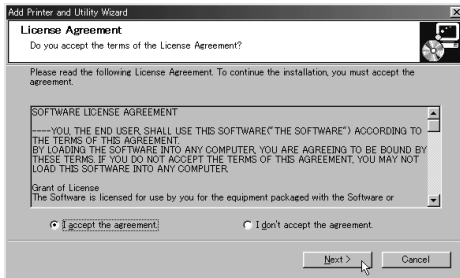 Add Printer and Utility Wizard
License Agreement
Do you accept the terms of the License Agreement?
Please read the following License Agreement. To continue the installation, you must accept the
agreement.
SOFTWARE LICENSE AGREEMENT
----YOU, THE END USER, SHALL USE THIS SOFTWARE("THE SOFTWARE") ACCORDING TO
THE TERMS OF THIS AGREEMENT.
BY LOADING THE SOFTWARE INTO ANY COMPUTER, YOU ARE AGREEING TO BE BOUND BY
THESE TERMS. IF YOU DO NOT ACCEPT THE TERMS OF THIS AGREEMENT, YOU MAY NOT
LOAD THIS SOFTWARE INTO ANY COMPUTER.
Grant of License
The Software is licensed for use by you for the equipment packaged with the Software or
I accept the agreement.
I don't accept the agreement.
Next >
Cancel